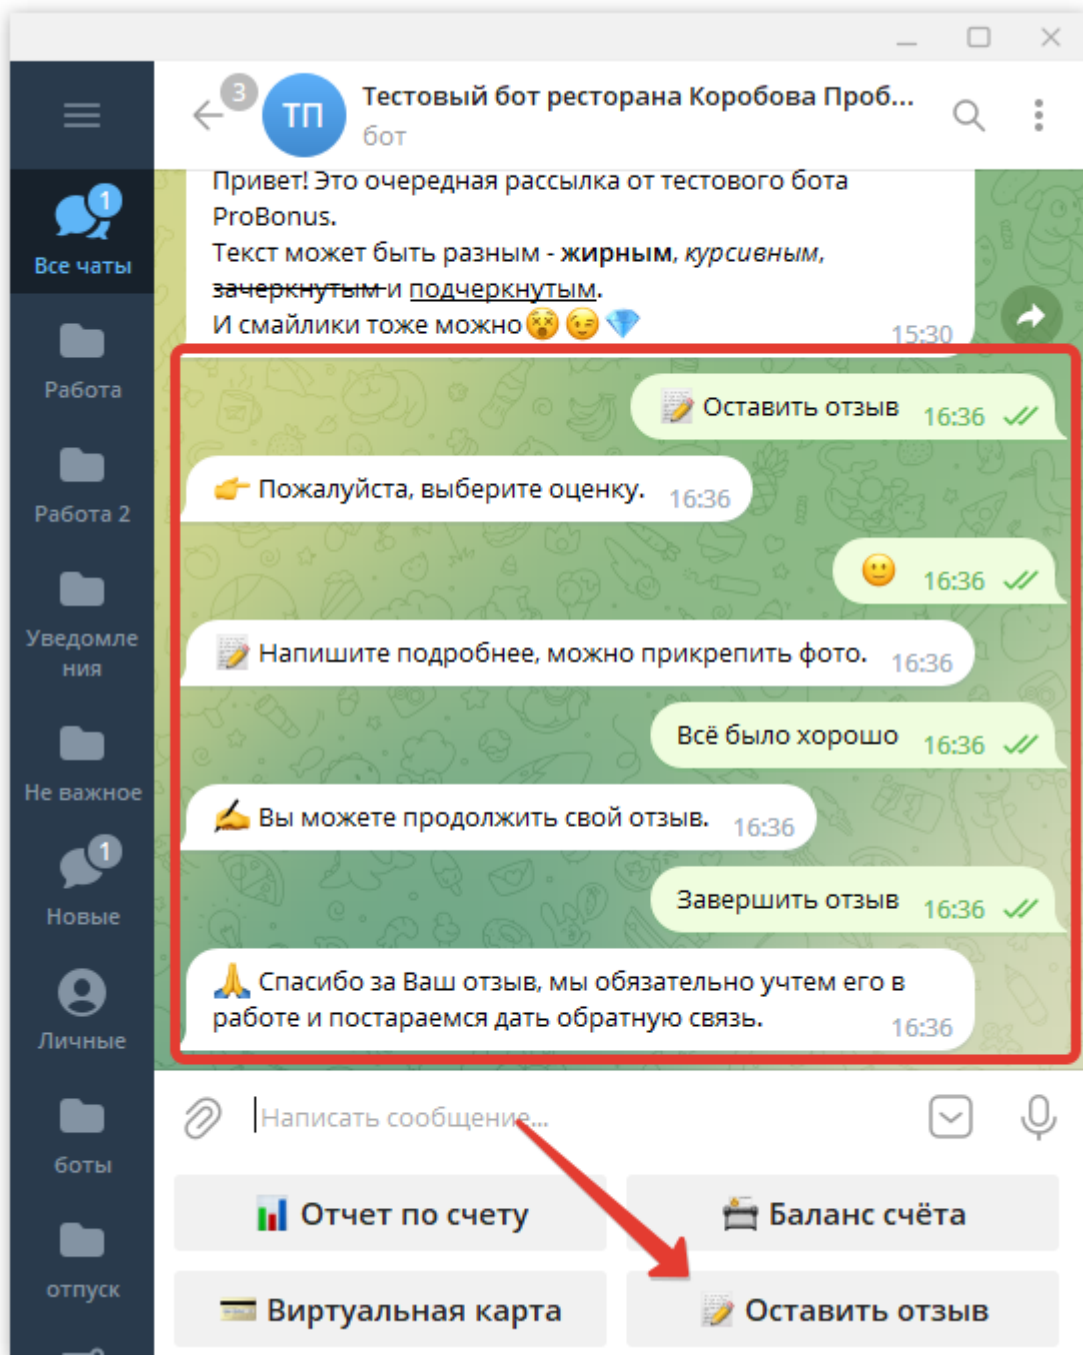 3
ТП
Тестовый бот ресторана Коробова Проб...
бот
1
Все чаты
Работа
Работа 2
Уведомле
ния
Не важное
1
Новые
Личные
боты
отпуск
Привет! Это очередная рассылка от тестового бота
ProBonus.
Текст может быть разным - жирным, курсивным,
зачеркнутым и подчеркнутым.
И смайлики тоже можно😵😉💎 15:30
📝 Оставить отзыв 16:36
👉 Пожалуйста, выберите оценку. 16:36
🙂 16:36
📝 Напишите подробнее, можно прикрепить фото. 16:36
Всё было хорошо 16:36
✍ Вы можете продолжить свой отзыв. 16:36
Завершить отзыв 16:36
🙏 Спасибо за Ваш отзыв, мы обязательно учтем его в
работе и постараемся дать обратную связь. 16:36
Написать сообщение...
📊 Отчет по счету
Баланс счёта
💳 Виртуальная карта
📝 Оставить отзыв